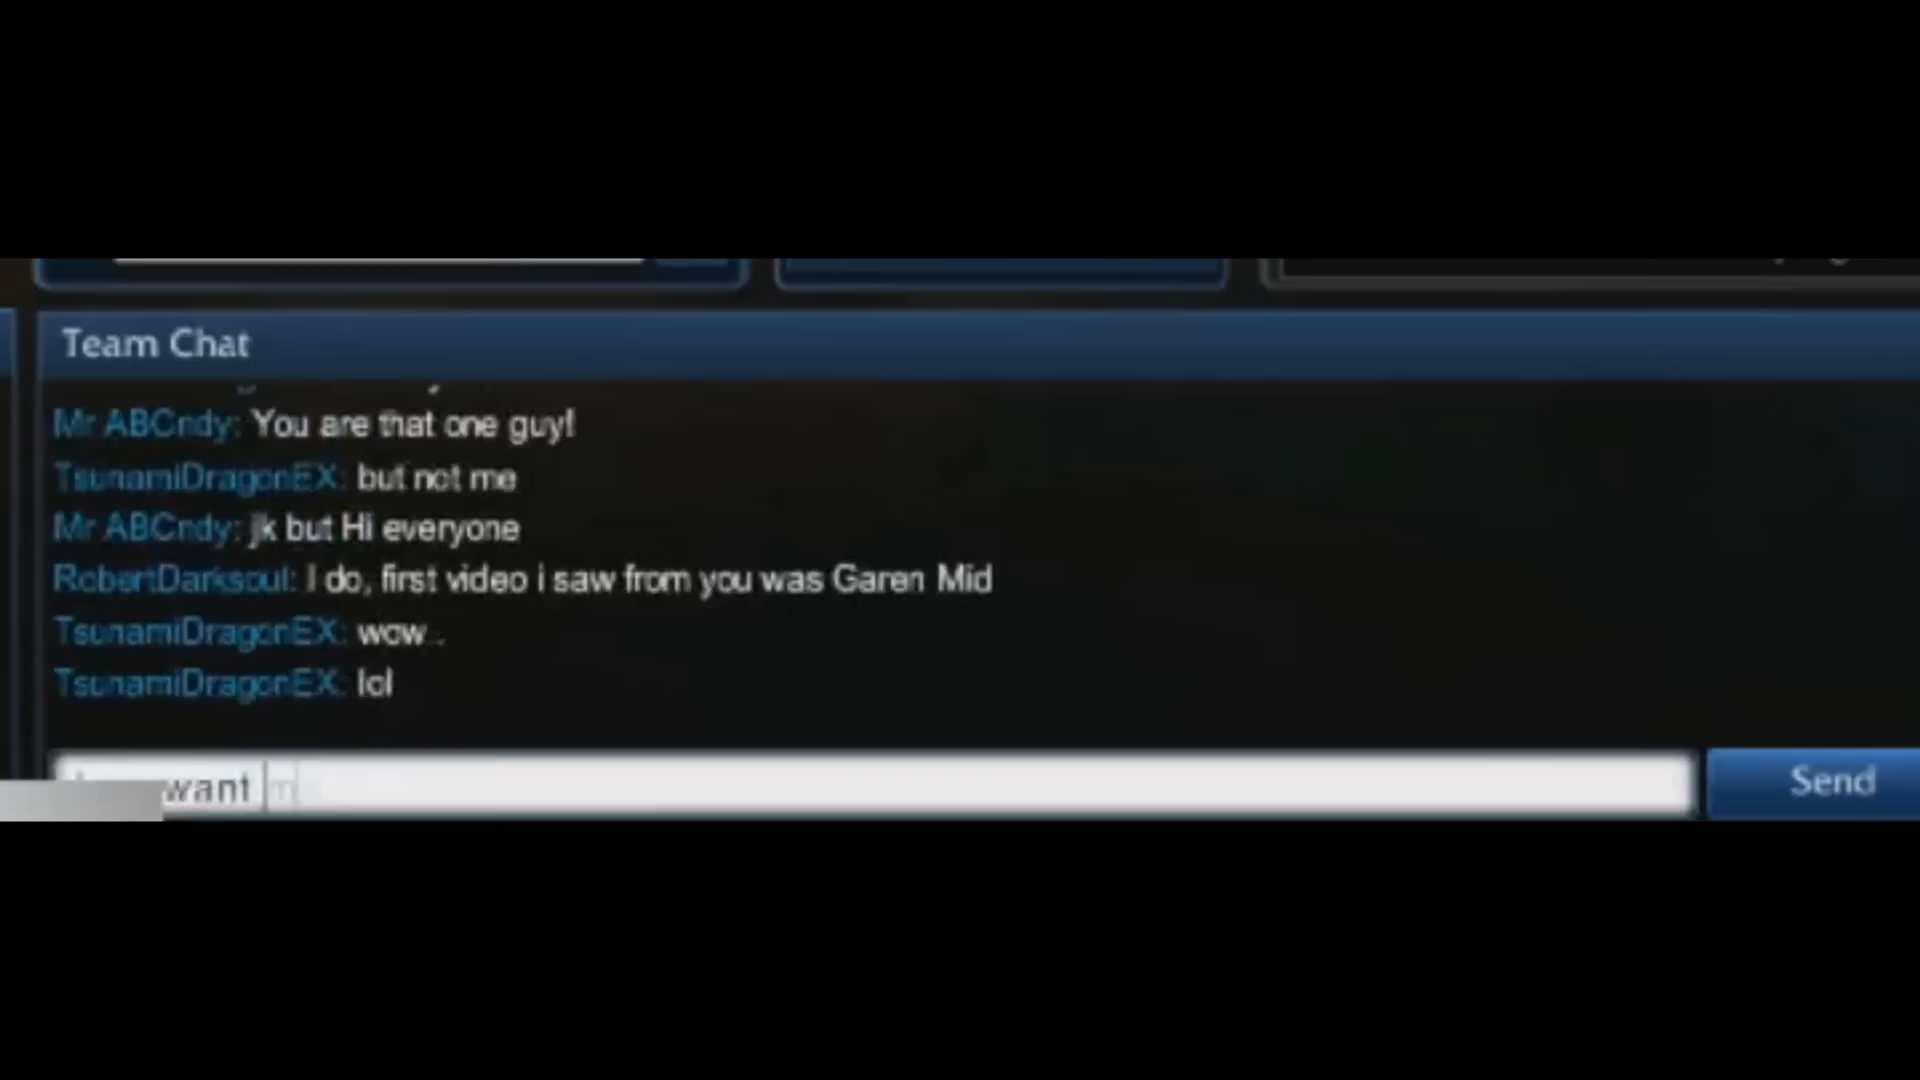 Team Chat
Mr ABCndy: You are that one guy!
TsunamiDragonEX: but not me
Mr ABCndy: jk but Hi everyone
RobertDarksoul: I do, first video i saw from you was Garen Mid
TsunamiDragonEX: wow..
TsunamiDragonEX: lol
want
Send